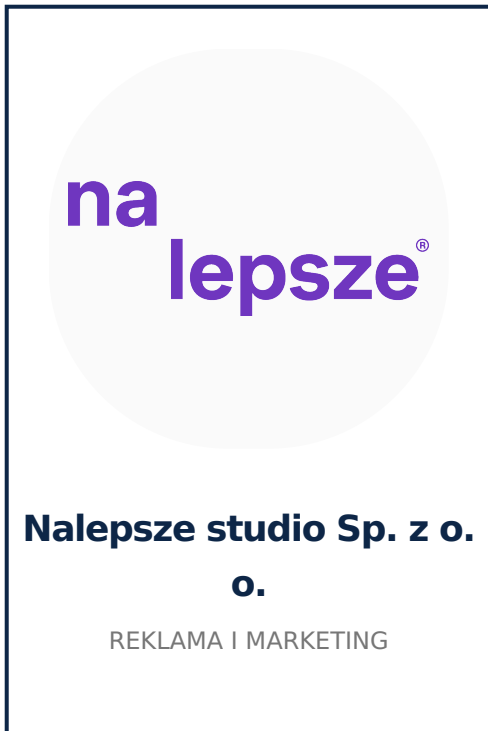 na
lepsze®
Nalepsze studio Sp. z o.
o.
REKLAMA I MARKETING